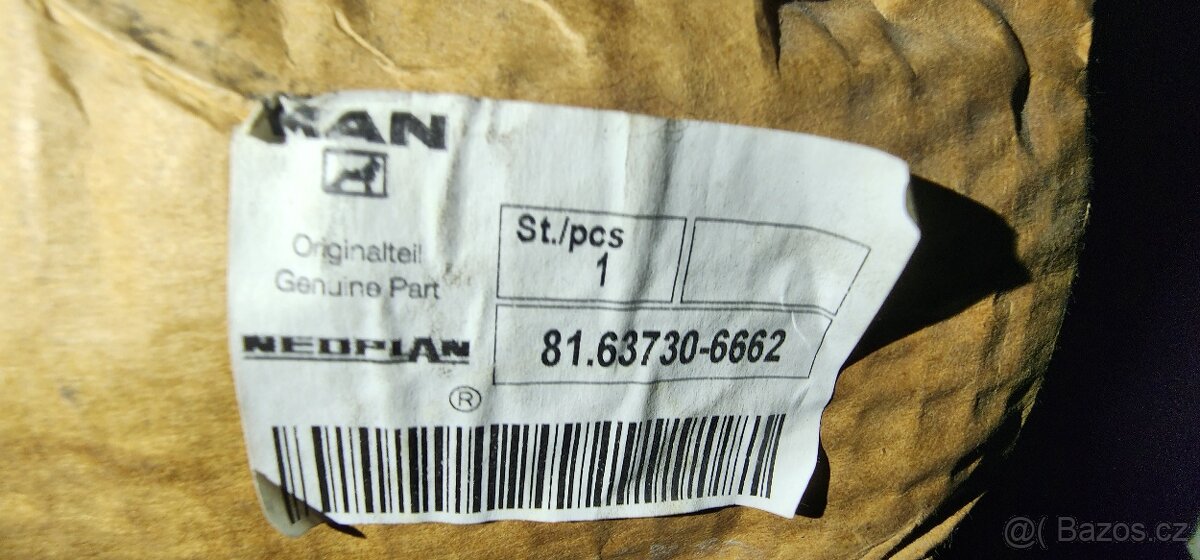 MAN
Originalteil
Genuine Part
NEOPLAN
®
St./pcs
1
81.63730-6662
@( Bazos.cz